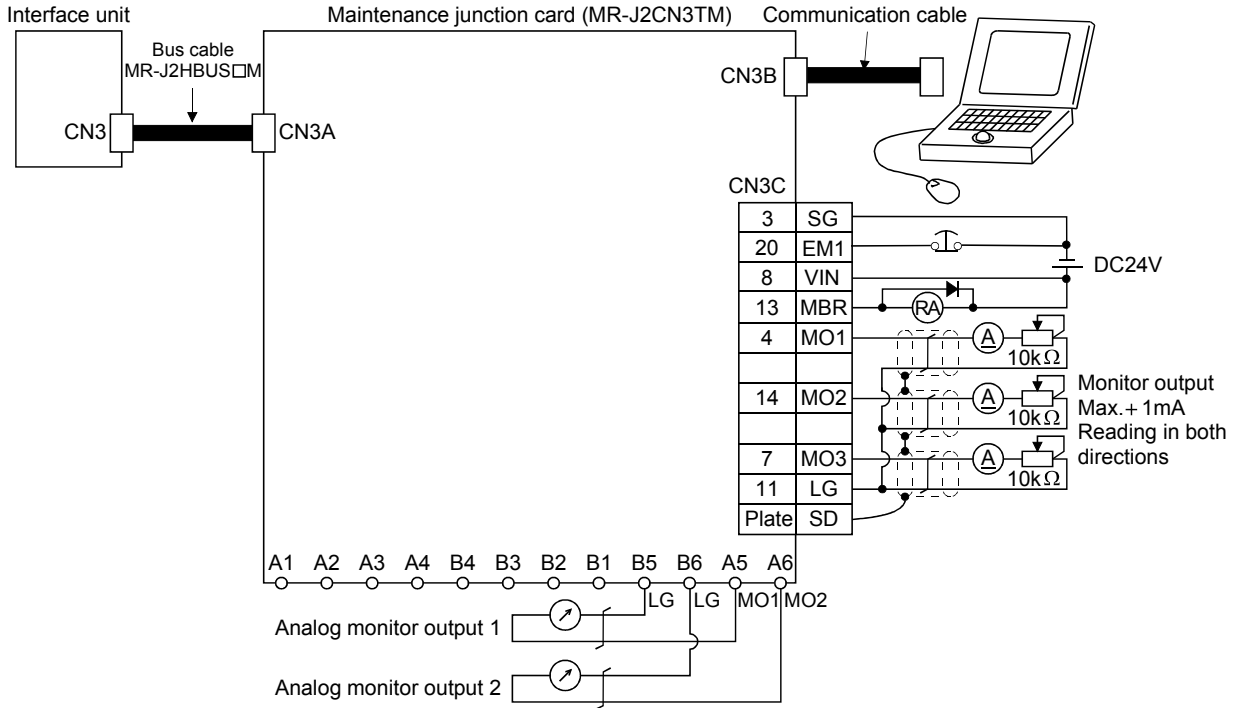 Interface unit
Maintenance junction card (MR-J2CN3TM)
Communication cable
Bus cable
MR-J2HBUS□M
CN3B
CN3
CN3A
CN3C
3 SG
20 EM1
8 VIN
13 MBR
4 MO1
14 MO2
7 MO3
11 LG
Plate SD
DC24V
RA
A
10kΩ
A
10kΩ
A
10kΩ
Monitor output
Max.+1mA
Reading in both
directions
A1 A2 A3 A4 B4 B3 B2 B1 B5 B6 A5 A6
LG LG MO1 MO2
Analog monitor output 1
Analog monitor output 2